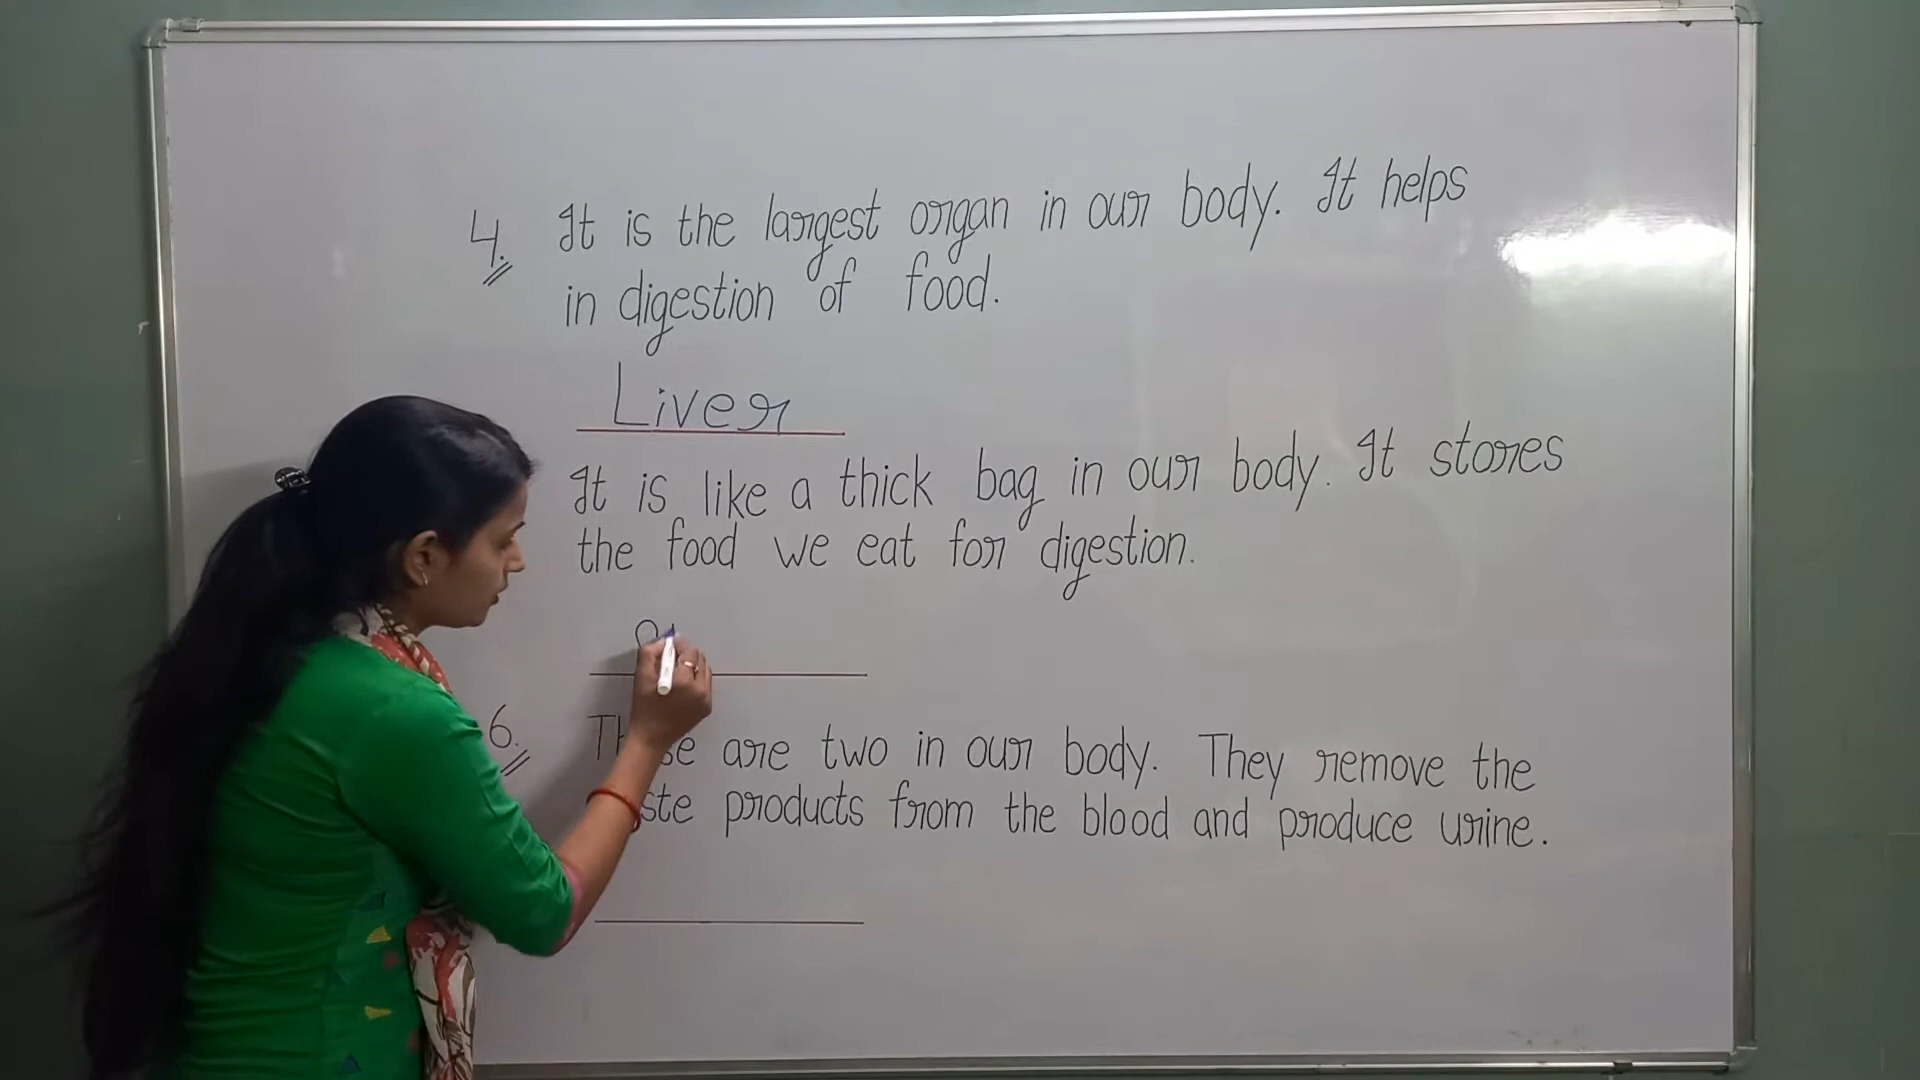 4. It is the largest organ in our body. It helps
in digestion of food.
Liver
It is like a thick bag in our body. It stores
the food we eat for digestion.
6. are two in our body. They remove the
products from the blood and produce urine.